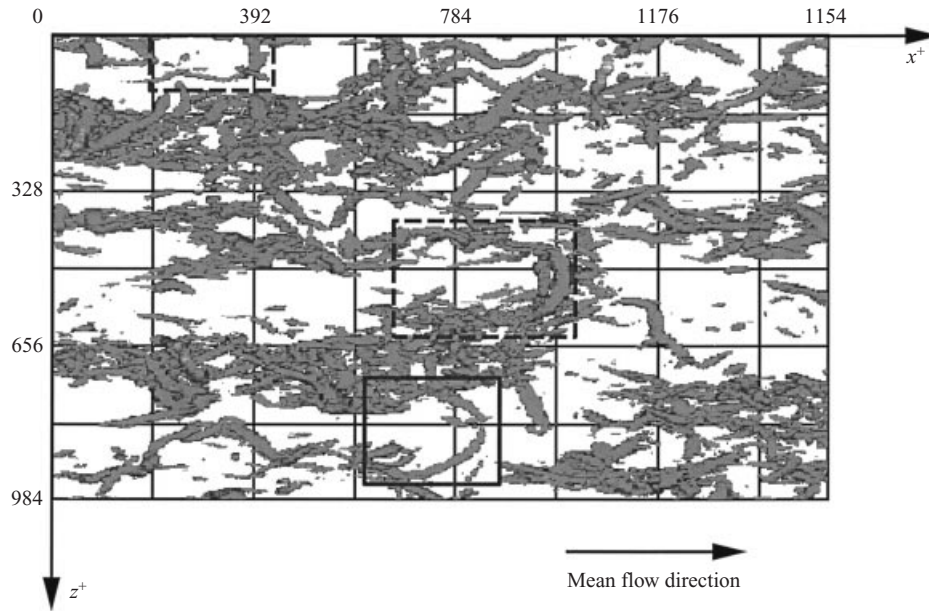 0 392 784 1176 1154
x+
328
656
984
z+
Mean flow direction